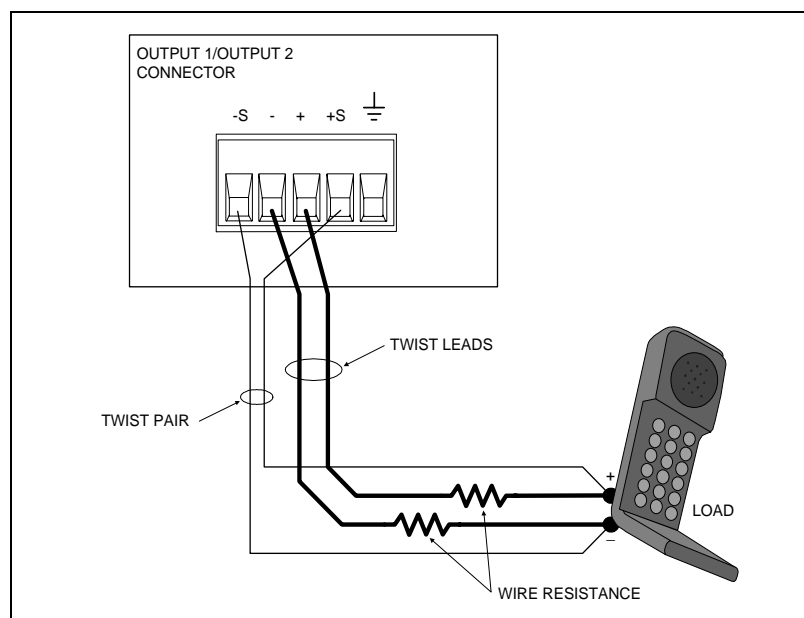 OUTPUT 1/OUTPUT 2
CONNECTOR
-S - + +S
TWIST LEADS
TWIST PAIR
+
LOAD
–
WIRE RESISTANCE